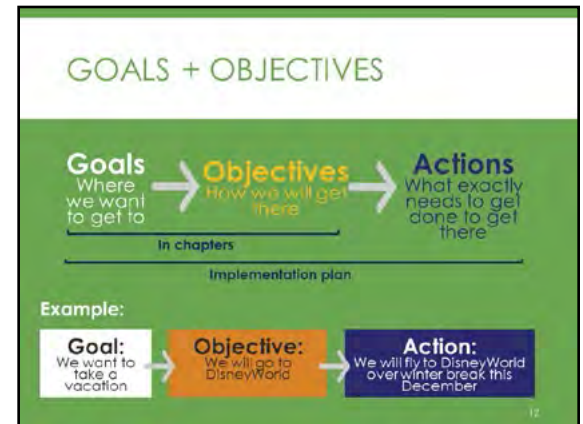 GOALS + OBJECTIVES
Goals
Where
we want
to get to
Objectives
How we will get
there
Actions
What exactly
needs to get
done to get
there
In chapters
Implementation plan
Example:
Goal:
We want to
take a
vacation
Objective:
We will go to
DisneyWorld
Action:
We will fly to DisneyWorld
over winter break this
December
12